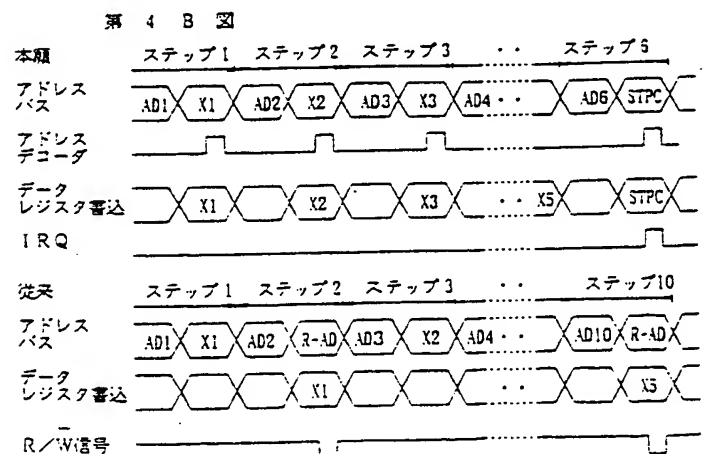 第 4 B 図
本願 ステップ1 ステップ2 ステップ3 ・・ ステップ6
アドレスバス AD1 X1 AD2 X2 AD3 X3 AD4 ・・ AD6 STPC
アドレスデコーダ
データレジスタ書込 X1 X2 X3 ・・ X5 STPC
IRQ
従来 ステップ1 ステップ2 ステップ3 ・・ ステップ10
アドレスバス AD1 X1 AD2 R-AD AD3 X2 AD4 ・・ AD10 R-AD
データレジスタ書込 X1 ・・ X5
R/W̅信号